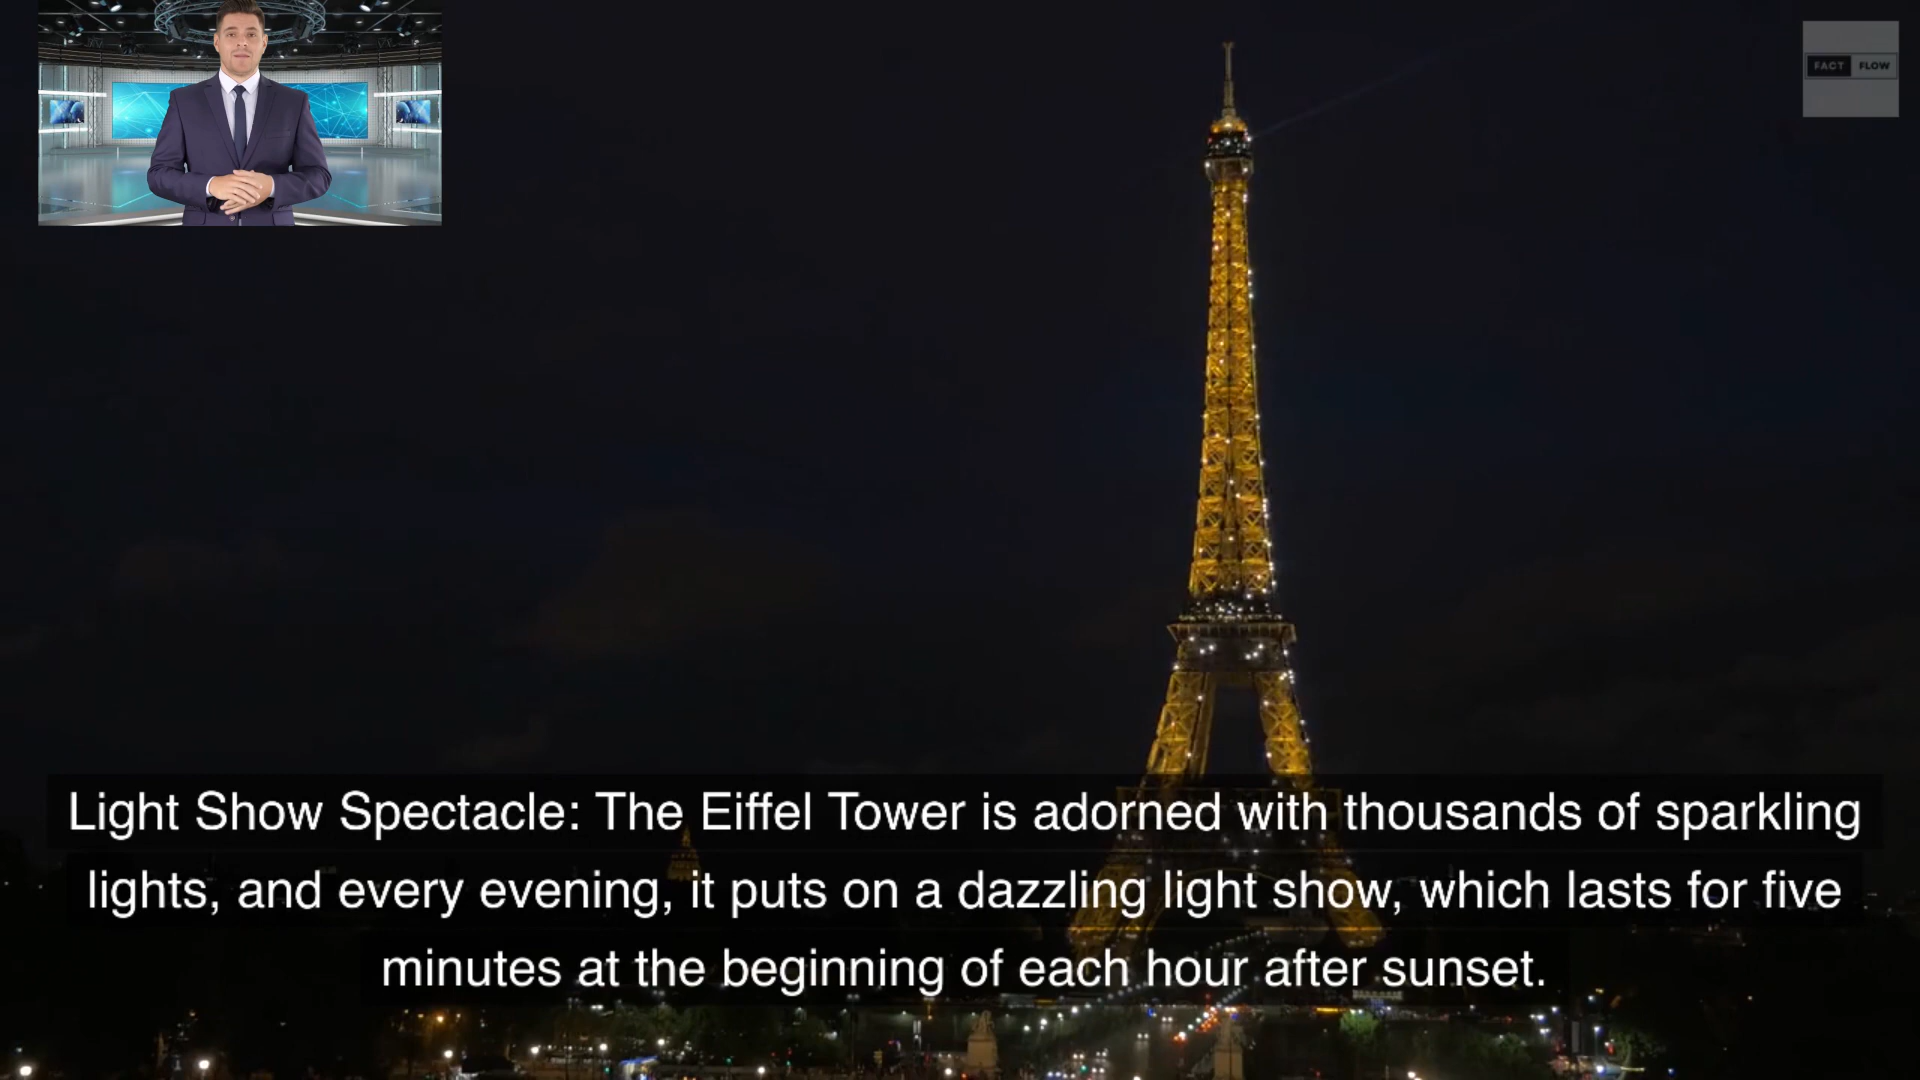 FACT FLOW
Light Show Spectacle: The Eiffel Tower is adorned with thousands of sparkling
lights, and every evening, it puts on a dazzling light show, which lasts for five
minutes at the beginning of each hour after sunset.